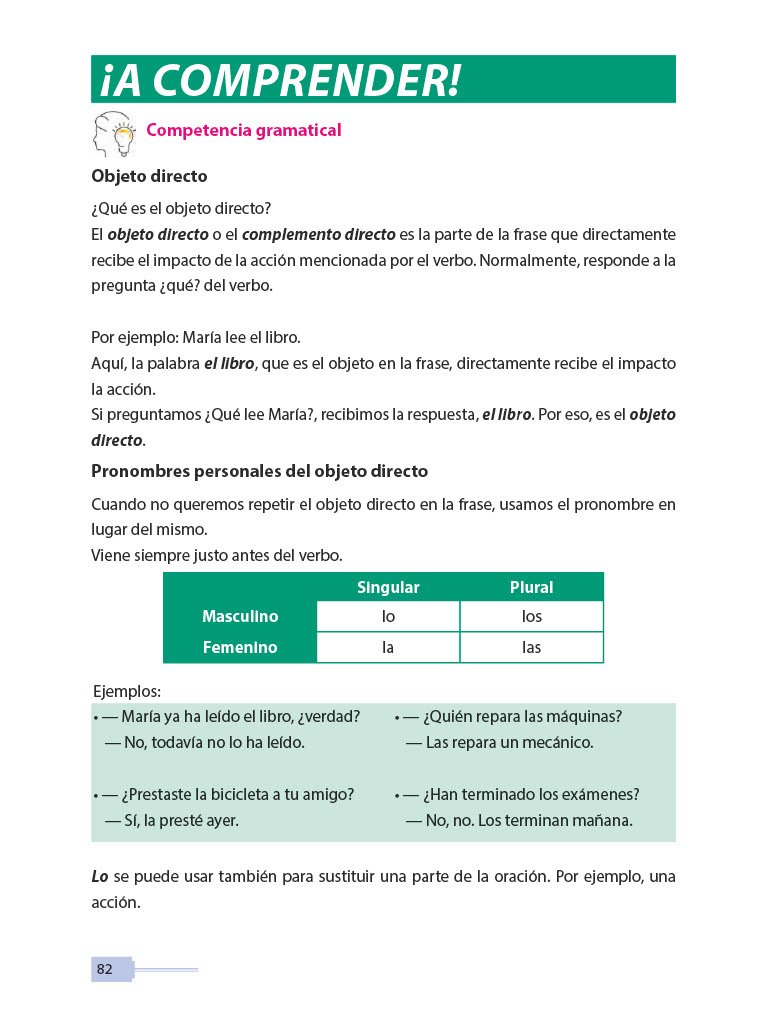 ¡A COMPRENDER!
Competencia gramatical
Objeto directo
¿Qué es el objeto directo?
El objeto directo o el complemento directo es la parte de la frase que directamente
recibe el impacto de la acción mencionada por el verbo. Normalmente, responde a la
pregunta ¿qué? del verbo.
Por ejemplo: María lee el libro.
Aquí, la palabra el libro, que es el objeto en la frase, directamente recibe el impacto
la acción.
Si preguntamos ¿Qué lee María?, recibimos la respuesta, el libro. Por eso, es el objeto
directo.
Pronombres personales del objeto directo
Cuando no queremos repetir el objeto directo en la frase, usamos el pronombre en
lugar del mismo.
Viene siempre justo antes del verbo.
Singular Plural
Masculino lo los
Femenino la las
Ejemplos:
• — María ya ha leído el libro, ¿verdad?
— No, todavía no lo ha leído.
• — ¿Prestaste la bicicleta a tu amigo?
— Sí, la presté ayer.
• — ¿Quién repara las máquinas?
— Las repara un mecánico.
• — ¿Han terminado los exámenes?
— No, no. Los terminan mañana.
Lo se puede usar también para sustituir una parte de la oración. Por ejemplo, una
acción.
82